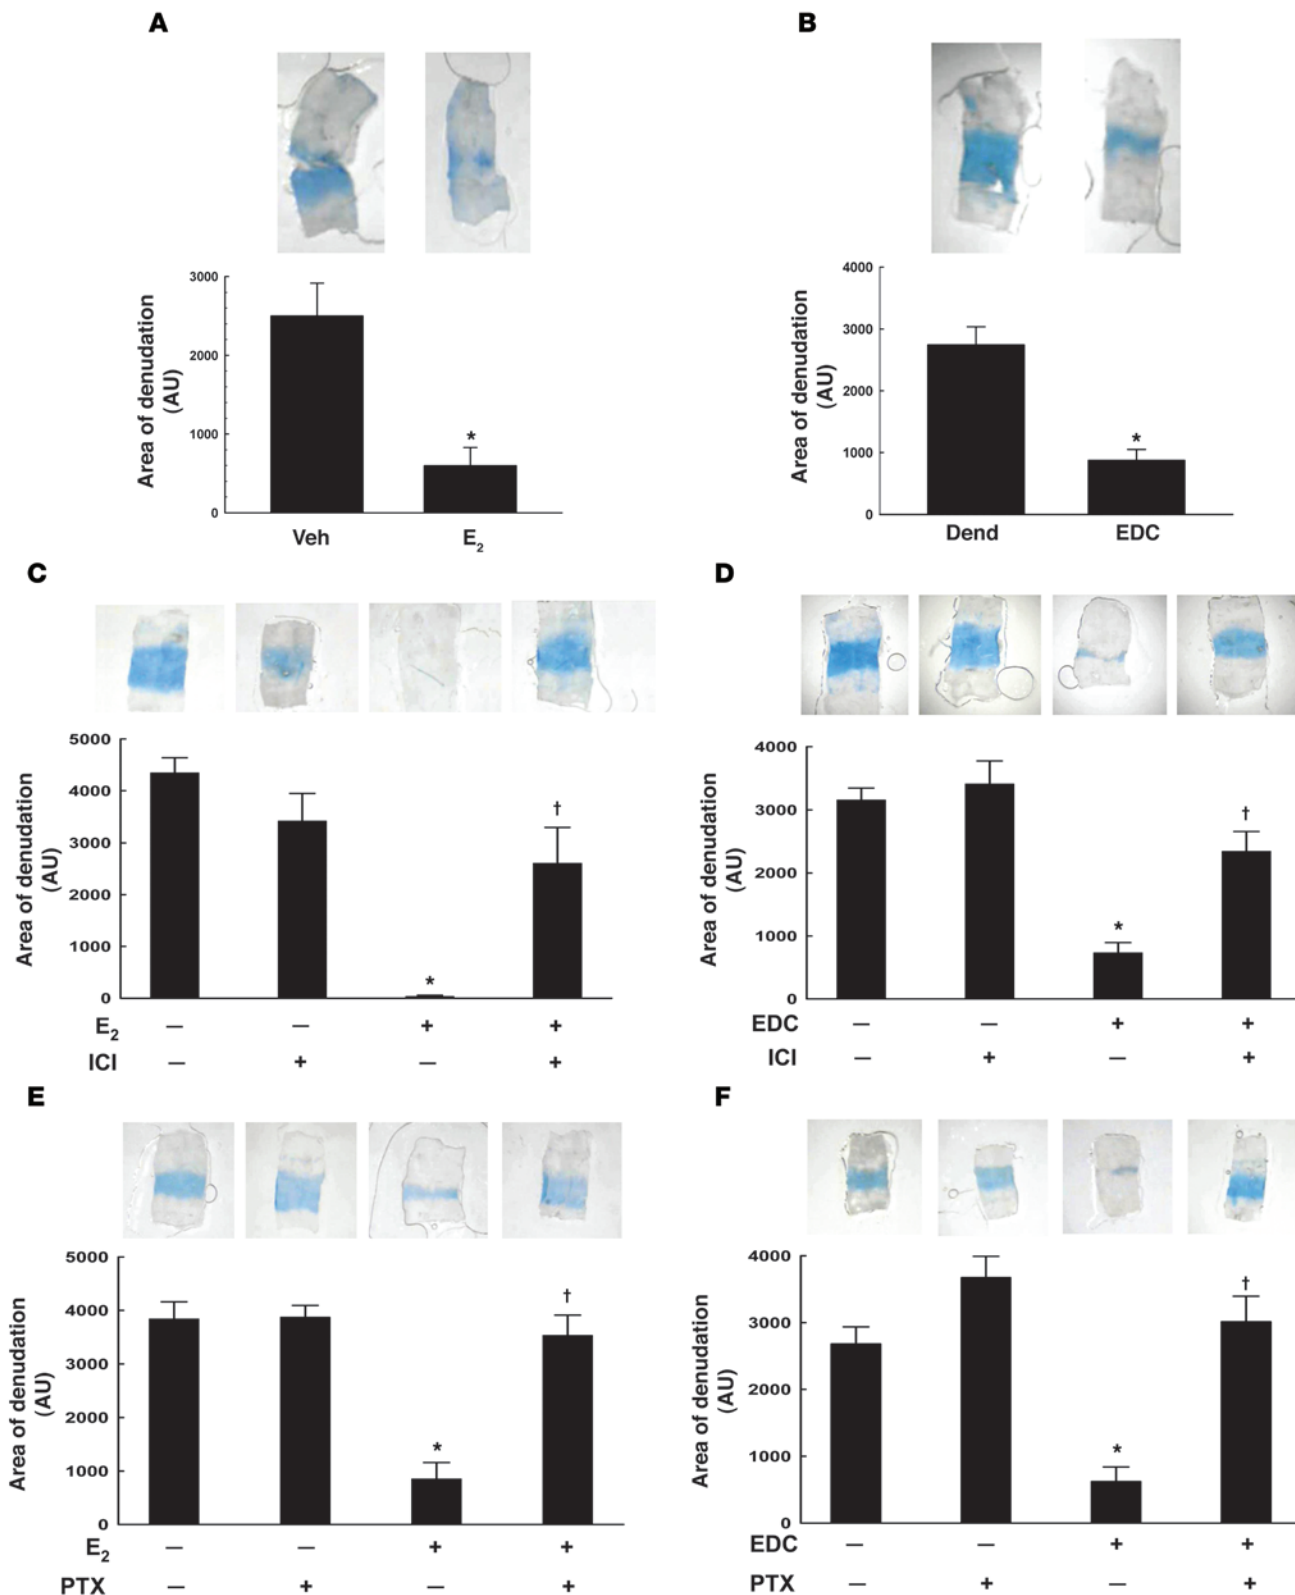 A
Area of denudation
(AU)
3000
2000
1000
0
*
Veh
E₂
B
Area of denudation
(AU)
4000
3000
2000
1000
0
*
Dend
EDC
C
Area of denudation
(AU)
5000
4000
3000
2000
1000
0
*
†
E₂ — — + +
ICI — + — +
D
Area of denudation
(AU)
4000
3000
2000
1000
0
*
†
EDC — — + +
ICI — + — +
E
Area of denudation
(AU)
5000
4000
3000
2000
1000
0
*
†
E₂ — — + +
PTX — + — +
F
Area of denudation
(AU)
4000
3000
2000
1000
0
*
†
EDC — — + +
PTX — + — +